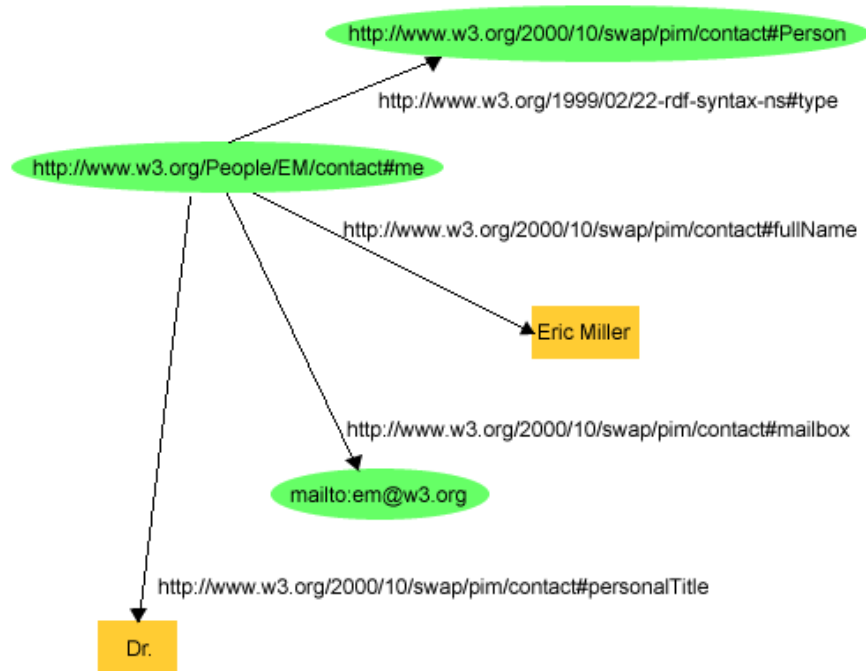 http://www.w3.org/2000/10/swap/pim/contact#Person
http://www.w3.org/1999/02/22-rdf-syntax-ns#type
http://www.w3.org/People/EM/contact#me
http://www.w3.org/2000/10/swap/pim/contact#fullName
Eric Miller
http://www.w3.org/2000/10/swap/pim/contact#mailbox
mailto:em@w3.org
http://www.w3.org/2000/10/swap/pim/contact#personalTitle
Dr.